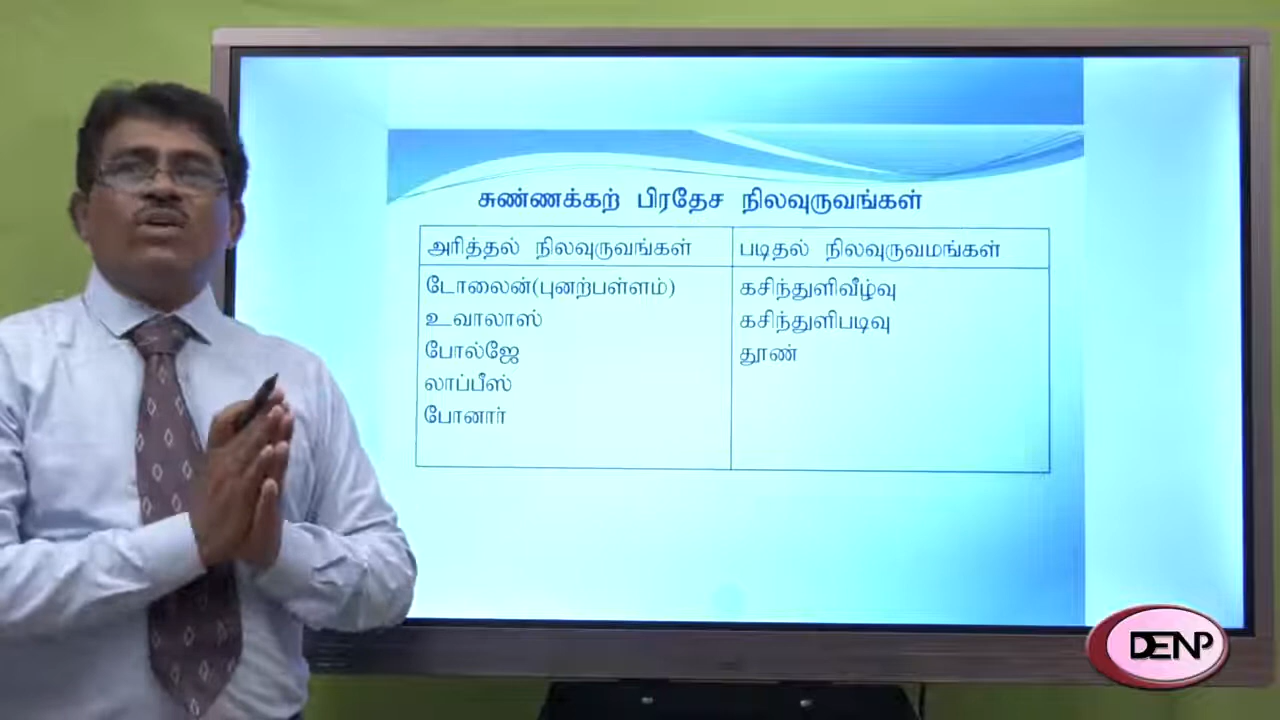 சுண்ணக்கற் பிரதேச நிலவுருவங்கள்
அரித்தல் நிலவுருவங்கள்
படிதல் நிலவுருவமங்கள்
டோலைன்(புனற்பள்ளம்)
கசிந்துளிவீழ்வு
உவாலாஸ்
கசிந்துளிபடிவு
போல்ஜே
தூண்
லாப்பீஸ்
போனார்
DENP